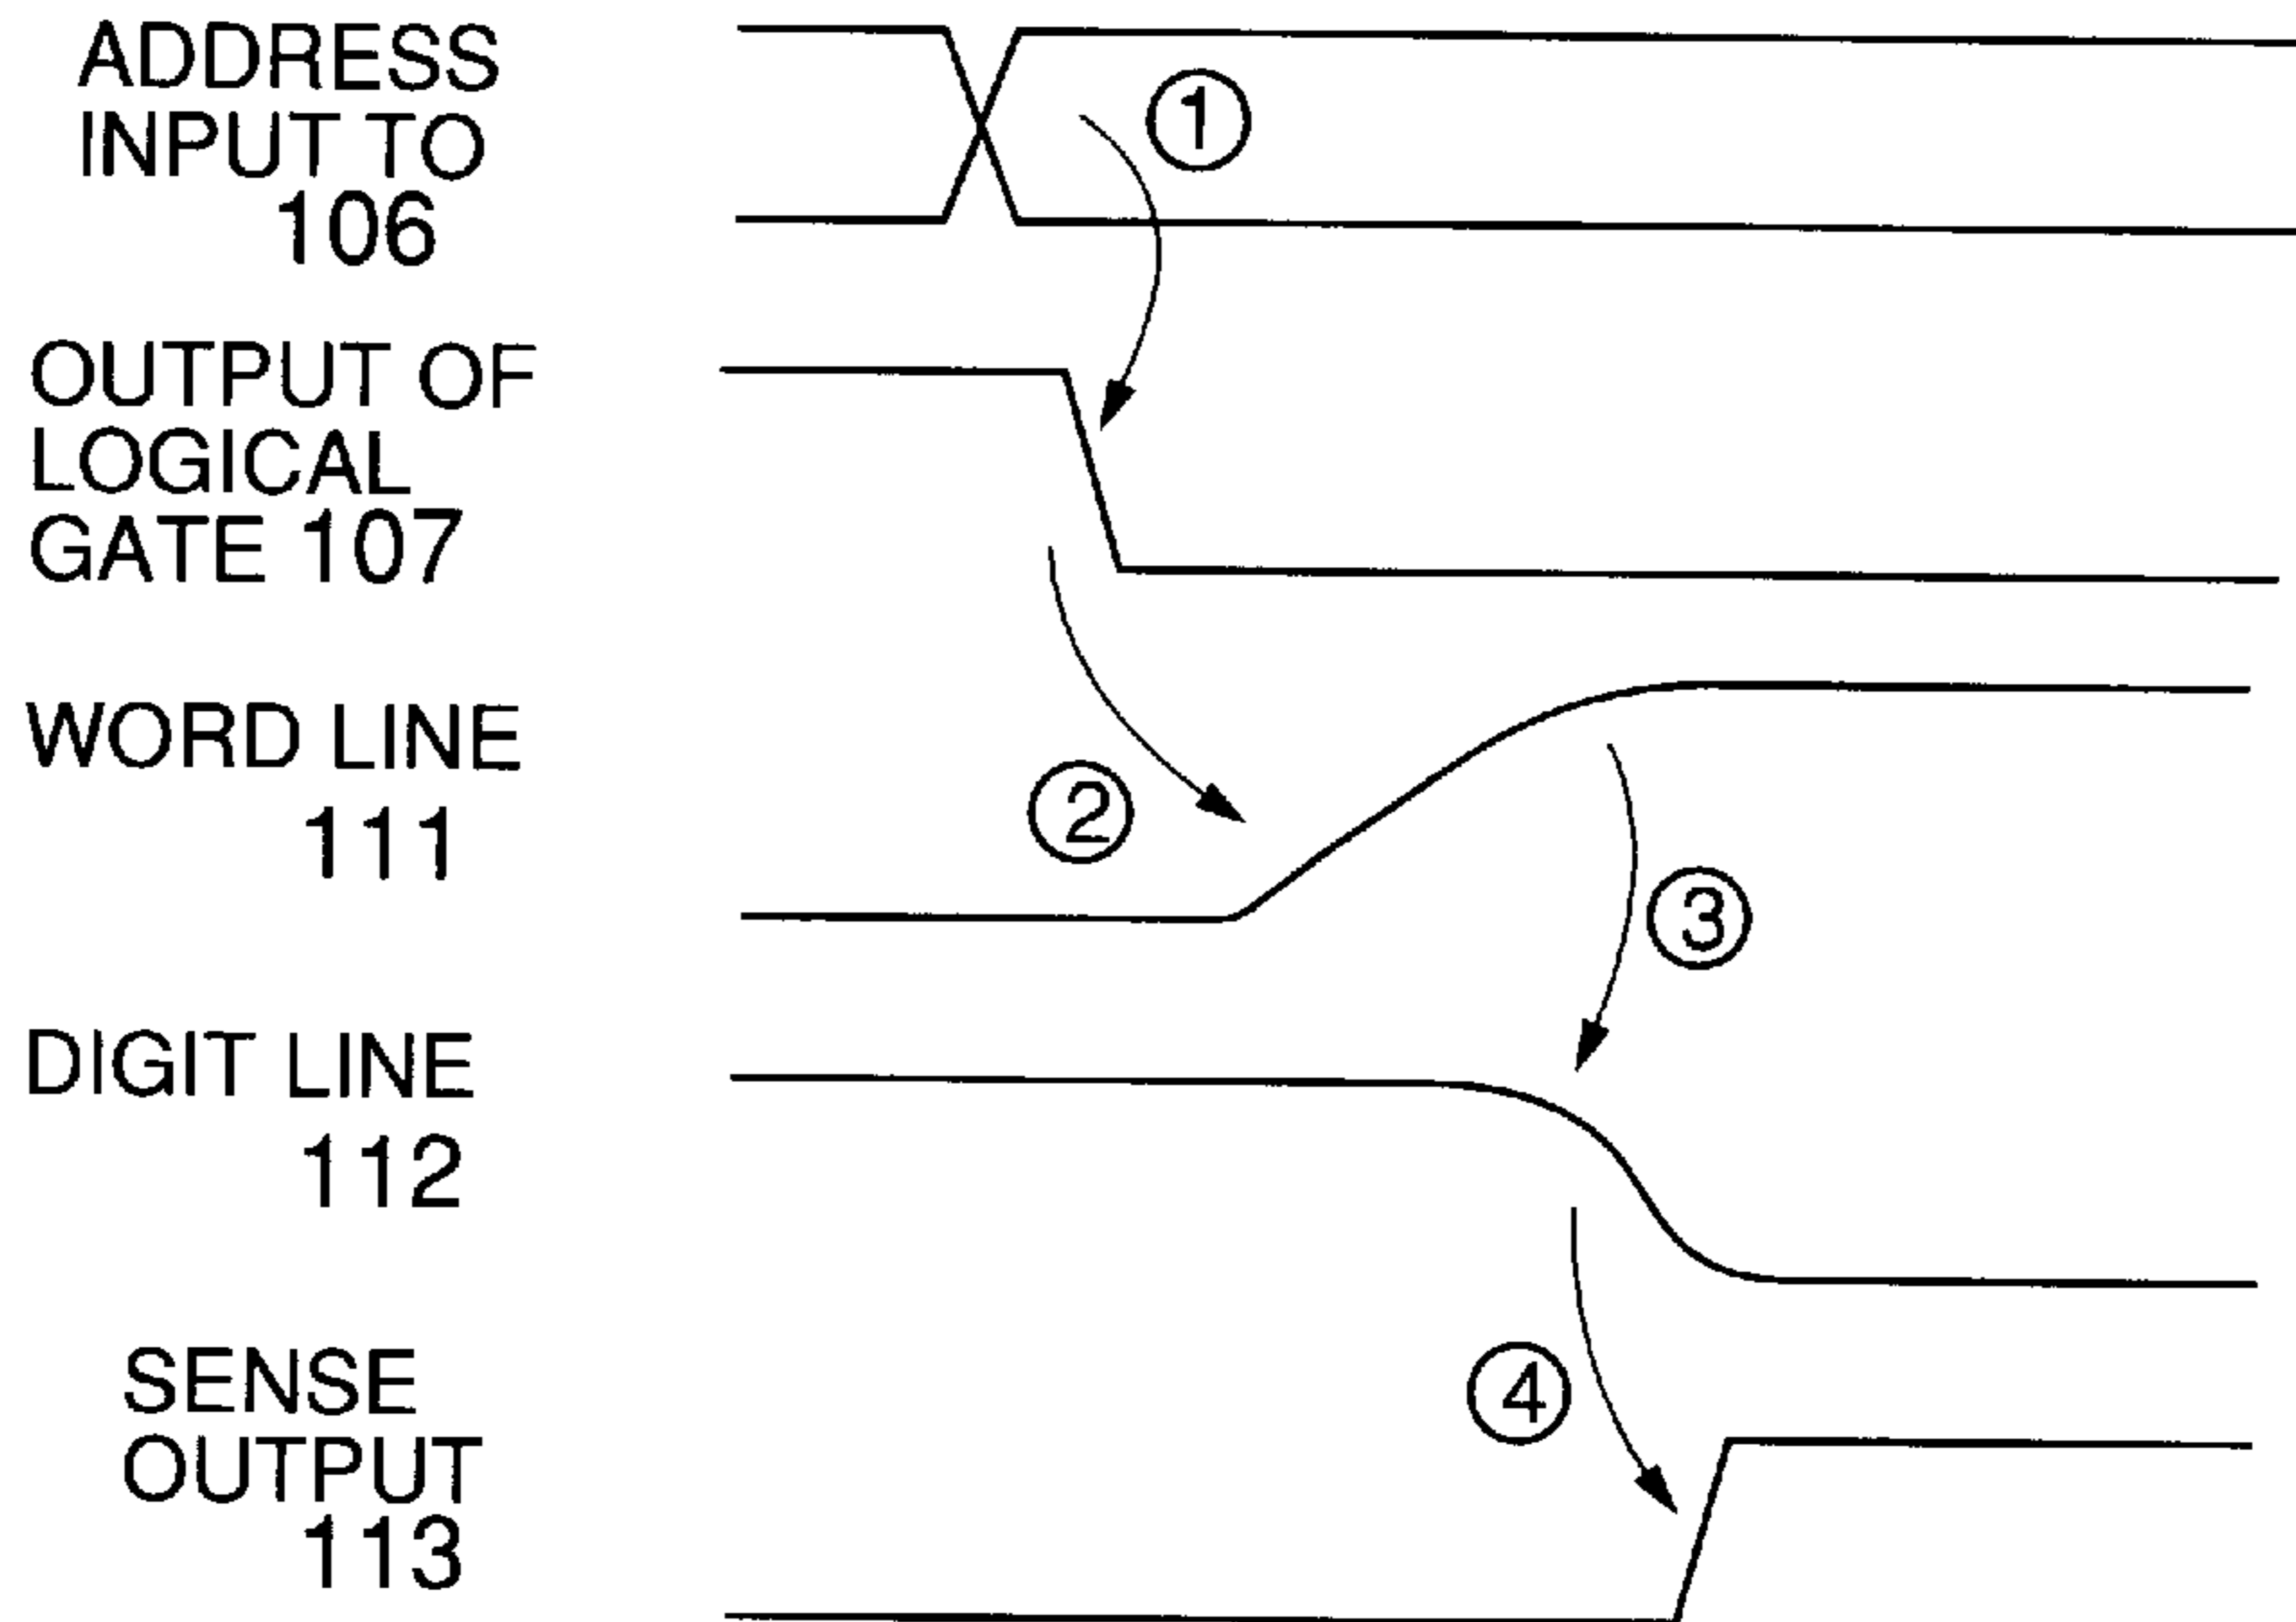 ADDRESS
INPUT TO
106
①
OUTPUT OF
LOGICAL
GATE 107
WORD LINE
111
②
③
DIGIT LINE
112
④
SENSE
OUTPUT
113